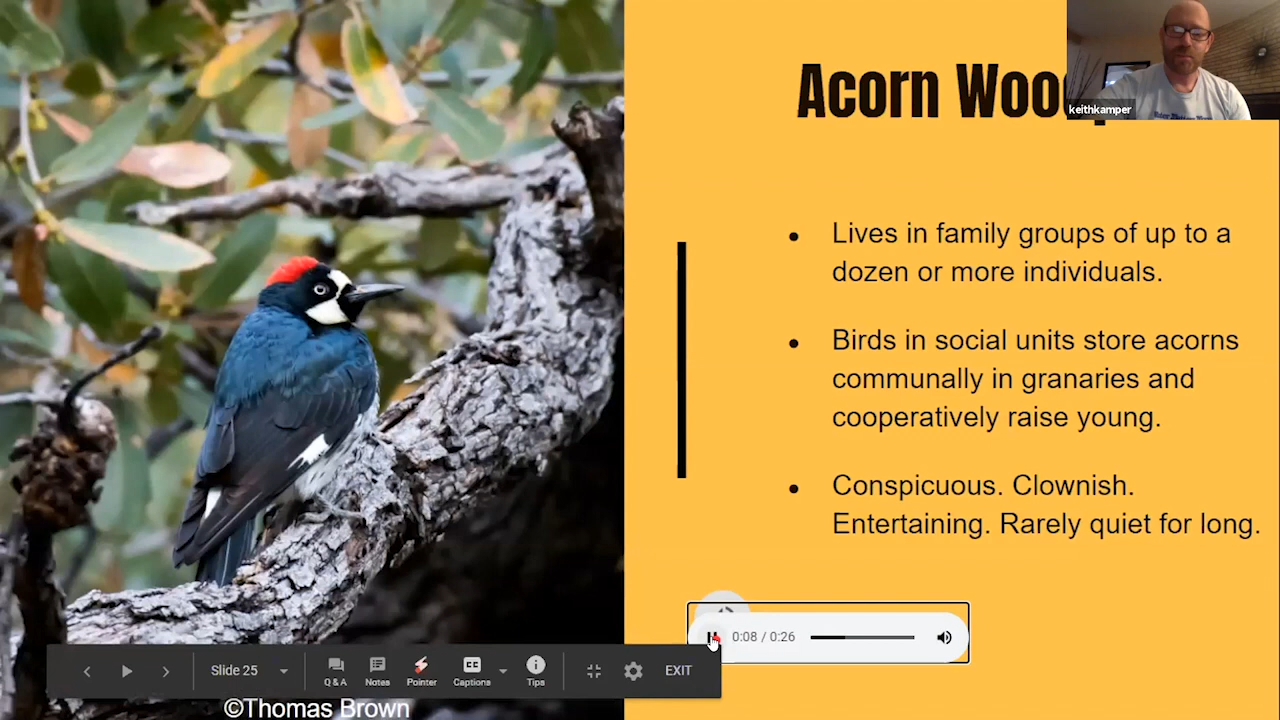 Acorn Woo
keithkamper
Lives in family groups of up to a
dozen or more individuals.
Birds in social units store acorns
communally in granaries and
cooperatively raise young.
Conspicuous. Clownish.
Entertaining. Rarely quiet for long.
0:08 / 0:26
Slide 25
Q & A
Notes
Pointer
Captions
Tips
EXIT
©Thomas Brown